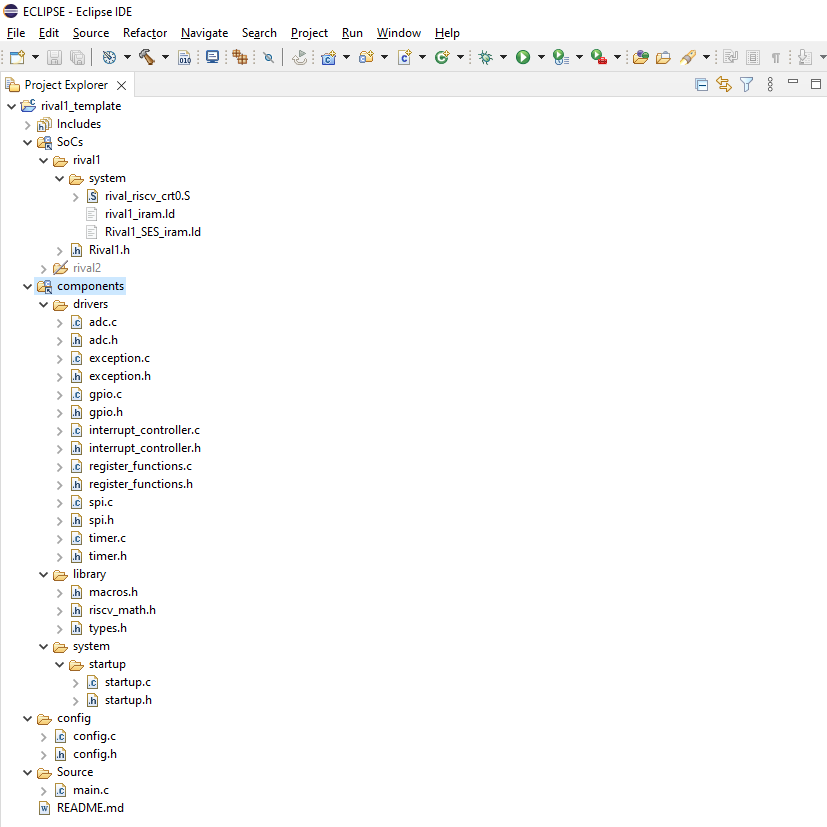 ECLIPSE - Eclipse IDE
File Edit Source Refactor Navigate Search Project Run Window Help
010
Project Explorer
rival1_template
Includes
SoCs
rival1
system
rival_riscv_crt0.S
rival1_iram.ld
Rival1_SES_iram.ld
Rival1.h
rival2
components
drivers
adc.c
adc.h
exception.c
exception.h
gpio.c
gpio.h
interrupt_controller.c
interrupt_controller.h
register_functions.c
register_functions.h
spi.c
spi.h
timer.c
timer.h
library
macros.h
riscv_math.h
types.h
system
startup
startup.c
startup.h
config
config.c
config.h
Source
main.c
README.md